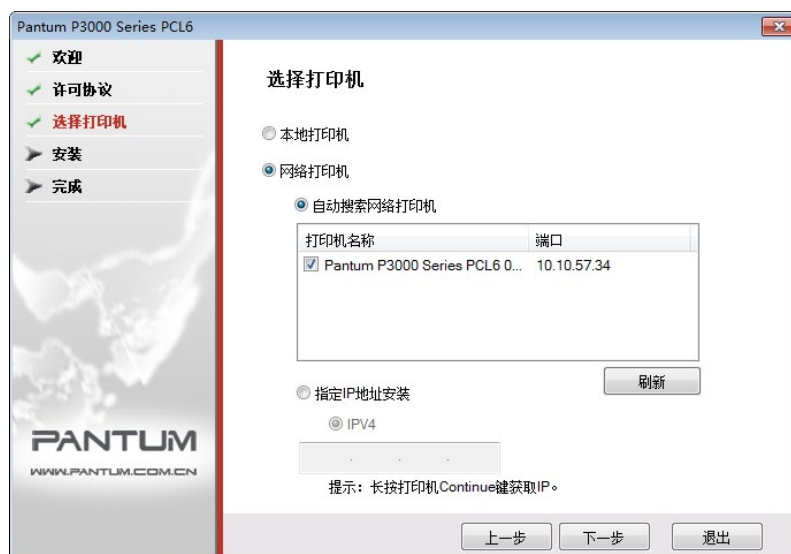 Pantum P3000 Series PCL6
欢迎
许可协议
选择打印机
安装
完成
PANTUM
WWW.PANTUM.COM.CN
选择打印机
本地打印机
网络打印机
自动搜索网络打印机
打印机名称 端口
Pantum P3000 Series PCL6 0... 10.10.57.34
刷新
指定IP地址安装
IPV4
. . .
提示：长按打印机Continue键获取IP。
上一步 下一步 退出